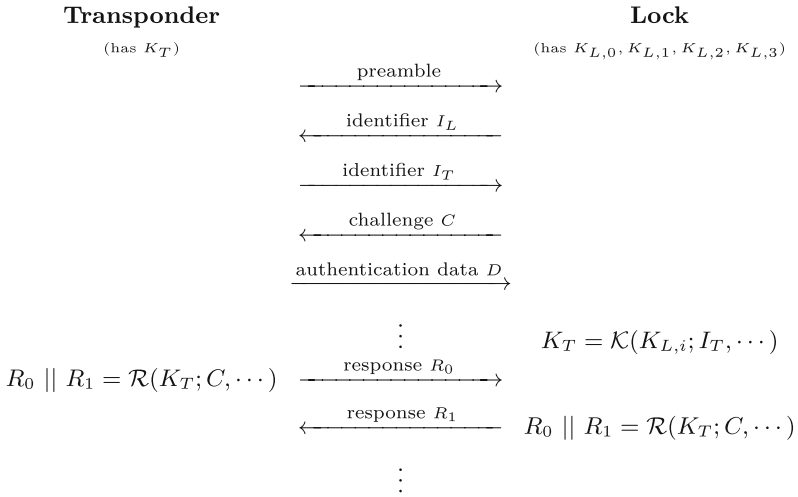 Transponder Lock
(has K_T) (has K_{L,0}, K_{L,1}, K_{L,2}, K_{L,3})
preamble
identifier I_L
identifier I_T
challenge C
authentication data D
⋮ K_T = 𝒦(K_{L,i}; I_T, ⋯)
R_0 || R_1 = ℛ(K_T; C, ⋯) response R_0
response R_1 R_0 || R_1 = ℛ(K_T; C, ⋯)
⋮